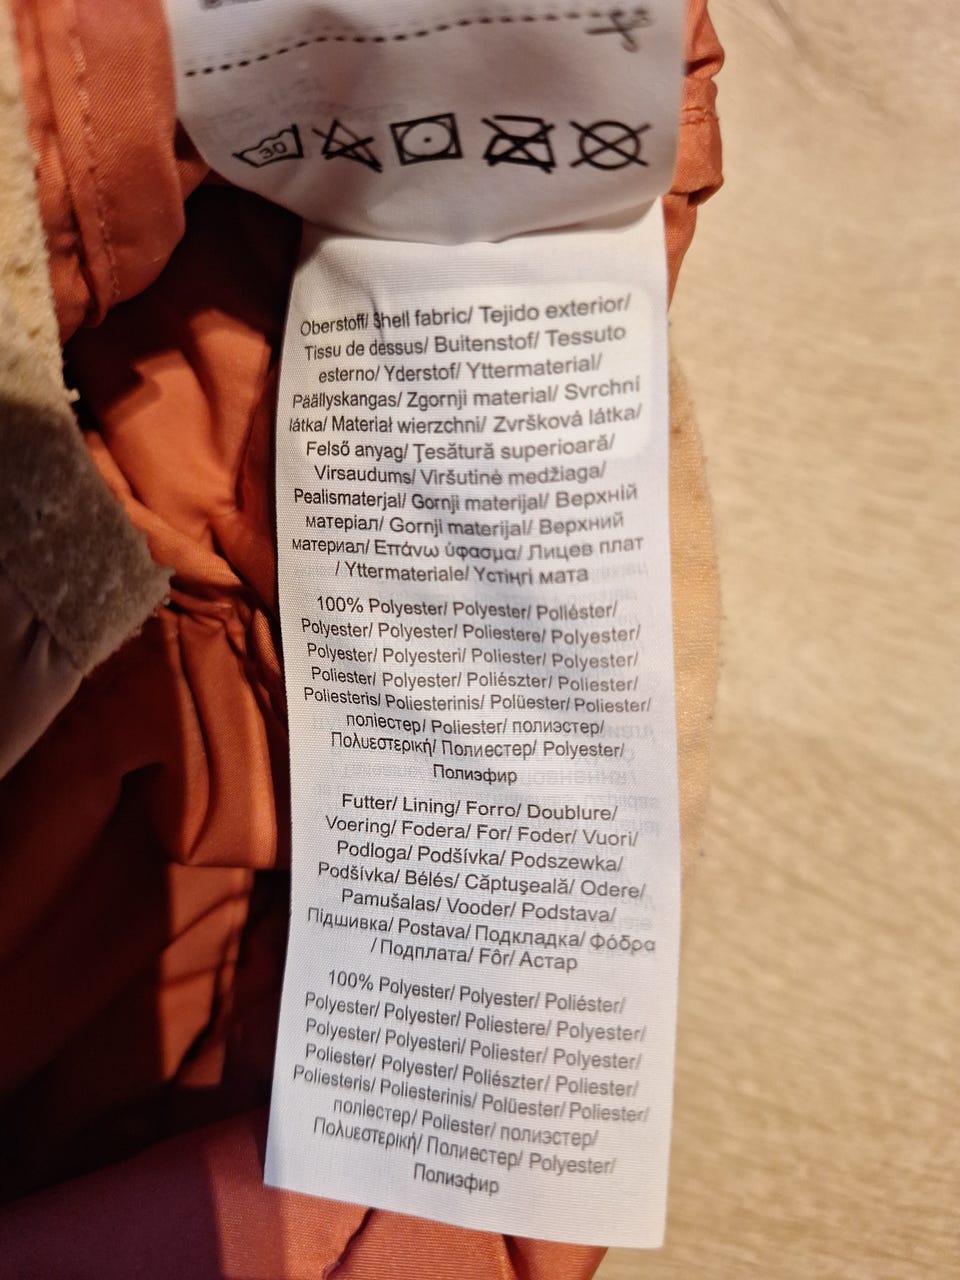 30
Oberstoff/ Shell fabric/ Tejido exterior/
Tissu de dessus/ Buitenstof/ Tessuto
esterno/ Yderstof/ Yttermaterial/
Päällyskangas/ Zgornji material/ Svrchní
látka/ Materiał wierzchni/ Zvršková látka/
Felső anyag/ Ţesătură superioară/
Virsaudums/ Viršutinė medžiaga/
Pealismaterjal/ Gornji materijal/ Верхній
матеріал/ Gornji materijal/ Верхний
материал/ Επάνω ύφασμα/ Лицев плат
/ Yttermateriale/ Үстіңгі мата
100% Polyester/ Polyester/ Poliéster/
Polyester/ Polyester/ Poliestere/ Polyester/
Polyester/ Polyesteri/ Poliester/ Polyester/
Poliester/ Polyester/ Poliészter/ Poliester/
Poliesteris/ Poliesterinis/ Polüester/ Poliester/
поліестер/ Poliester/ полиэстер/
Πολυεστερική/ Полиестер/ Polyester/
Полиэфир
Futter/ Lining/ Forro/ Doublure/
Voering/ Fodera/ For/ Foder/ Vuori/
Podloga/ Podšívka/ Podszewka/
Podšívka/ Bélés/ Căptuşeală/ Odere/
Pamušalas/ Vooder/ Podstava/
Підшивка/ Postava/ Подкладка/ Φόδρα
/ Подплата/ Fôr/ Астар
100% Polyester/ Polyester/ Poliéster/
Polyester/ Polyester/ Poliestere/ Polyester/
Polyester/ Polyesteri/ Poliester/ Polyester/
Poliester/ Polyester/ Poliészter/ Poliester/
Poliesteris/ Poliesterinis/ Polüester/ Poliester/
поліестер/ Poliester/ полиэстер/
Πολυεστερική/ Полиестер/ Polyester/
Полиэфир